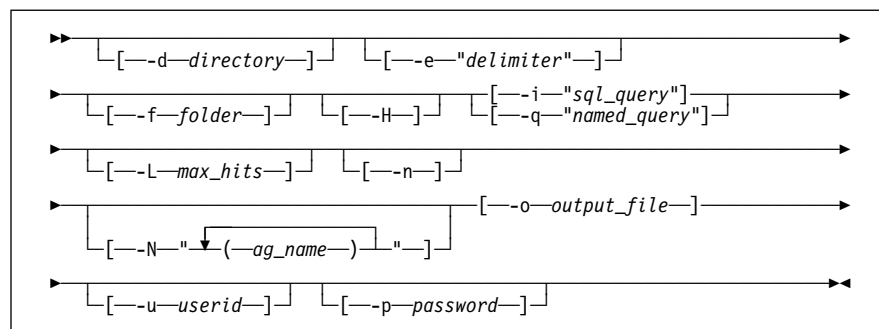 [ -d directory ] [ -e "delimiter" ]
[ -i "sql_query" ]
[ -f folder ] [ -H ] [ -q "named_query" ]
[ -L max_hits ] [ -n ]
[ -o output_file ]
[ -N " ( ag_name ) " ]
[ -u userid ] [ -p password ]